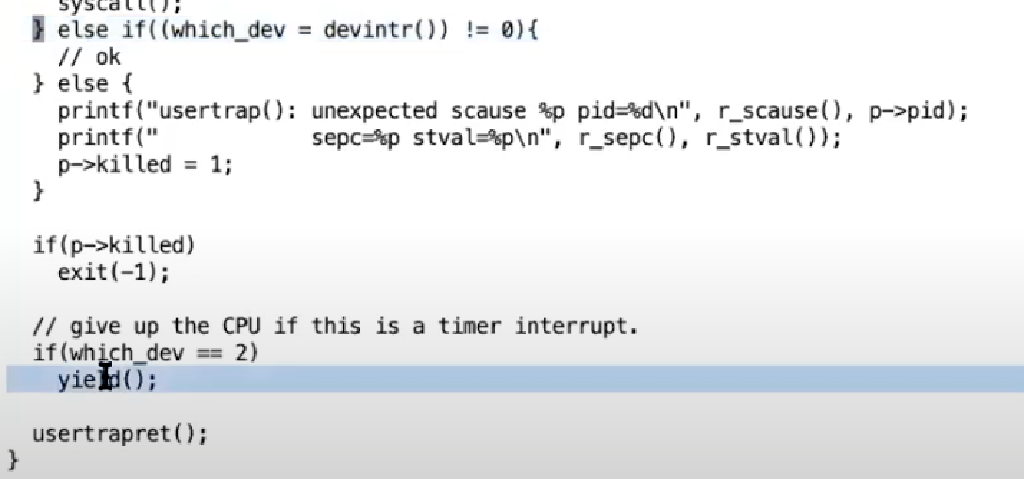 syscall();
} else if((which_dev = devintr()) != 0){
// ok
} else {
printf("usertrap(): unexpected scause %p pid=%d\n", r_scause(), p->pid);
printf("            sepc=%p stval=%p\n", r_sepc(), r_stval());
p->killed = 1;
}
if(p->killed)
exit(-1);
// give up the CPU if this is a timer interrupt.
if(which_dev == 2)
yield();
usertrapret();
}